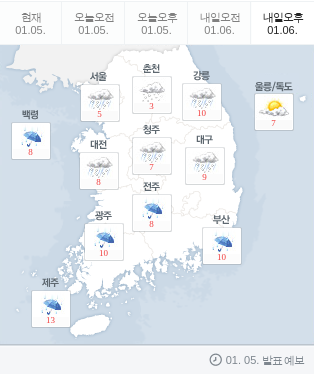 현재 오늘오전 오늘오후 내일오전 내일오후
01.05. 01.05. 01.05. 01.06. 01.06.
춘천
3
서울
5
강릉
10
울릉/독도
7
백령
8
청주
7
대전
8
대구
9
전주
8
광주
10
부산
10
제주
13
01. 05. 발표 예보